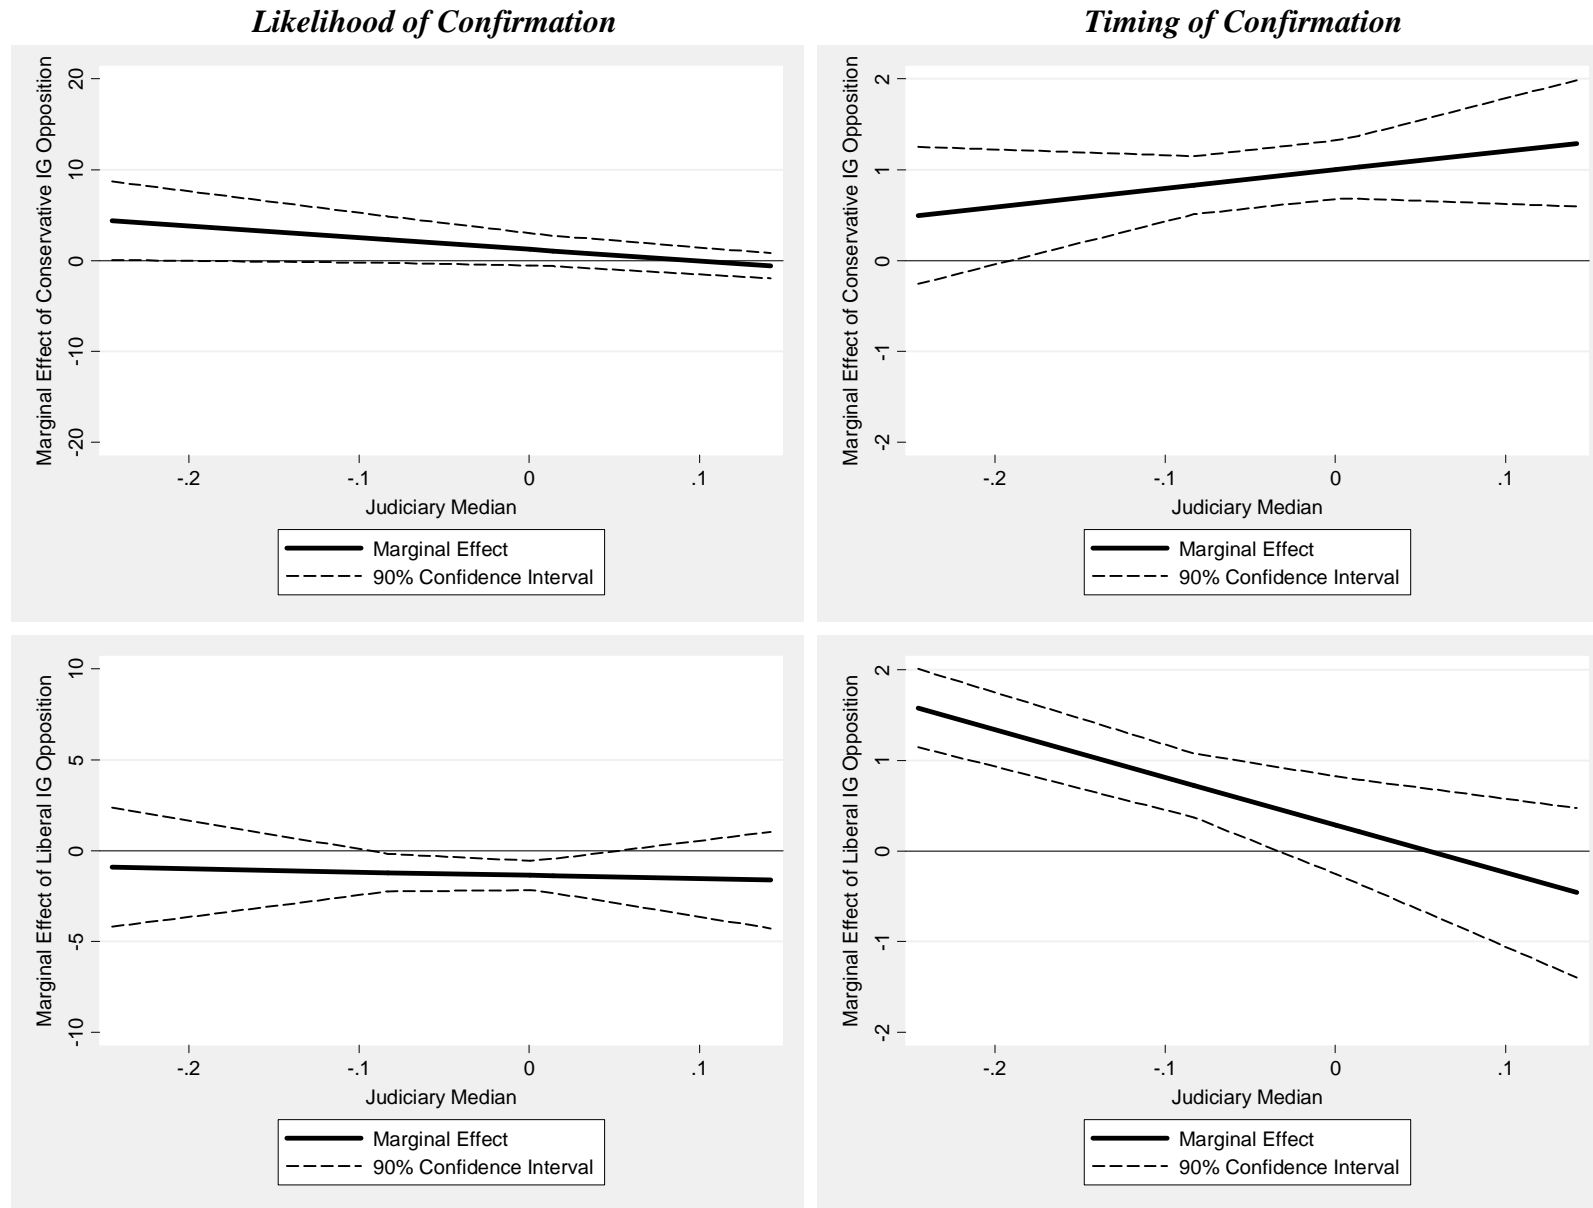 Likelihood of Confirmation
Timing of Confirmation
Marginal Effect of Conservative IG Opposition
20
10
0
-10
-20
-.2
-.1
0
.1
Judiciary Median
Marginal Effect
90% Confidence Interval
Marginal Effect of Conservative IG Opposition
2
1
0
-1
-2
-.2
-.1
0
.1
Judiciary Median
Marginal Effect
90% Confidence Interval
Marginal Effect of Liberal IG Opposition
10
5
0
-5
-10
-.2
-.1
0
.1
Judiciary Median
Marginal Effect
90% Confidence Interval
Marginal Effect of Liberal IG Opposition
2
1
0
-1
-2
-.2
-.1
0
.1
Judiciary Median
Marginal Effect
90% Confidence Interval